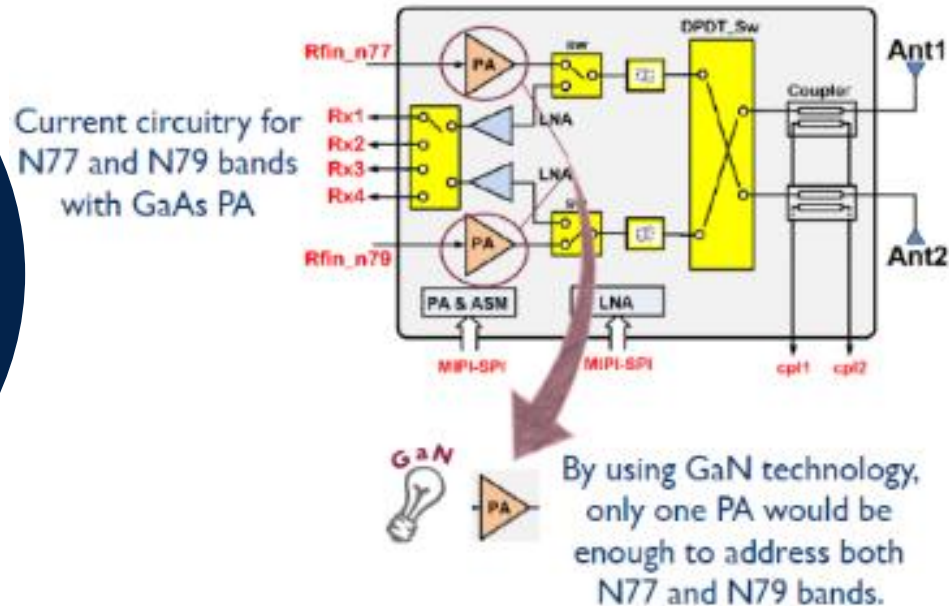 DPDT_Sw
Ant1
Rfin_n77
PA
sw
Coupler
Current circuitry for
N77 and N79 bands
with GaAs PA
Rx1
Rx2
Rx3
Rx4
LNA
LNA
PA
Rfin_n79
Ant2
PA & ASM
LNA
MIPI-SPI
MIPI-SPI
cpl1
cpl2
GaN
PA
By using GaN technology,
only one PA would be
enough to address both
N77 and N79 bands.